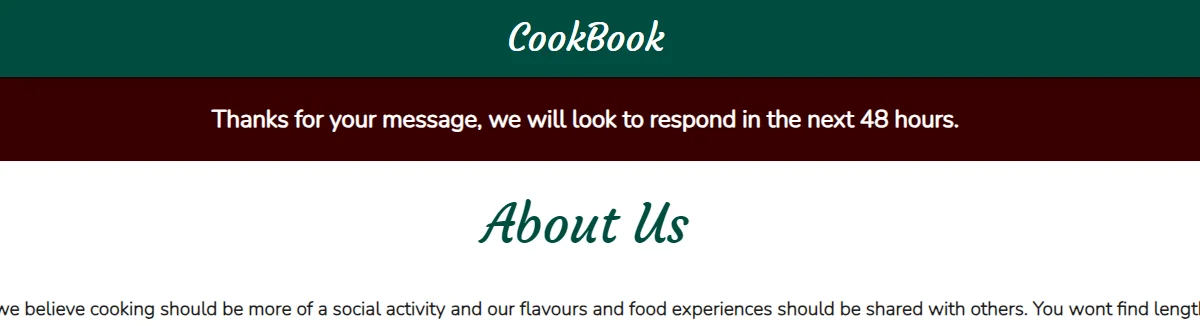 CookBook
Thanks for your message, we will look to respond in the next 48 hours.
About Us
we believe cooking should be more of a social activity and our flavours and food experiences should be shared with others. You wont find